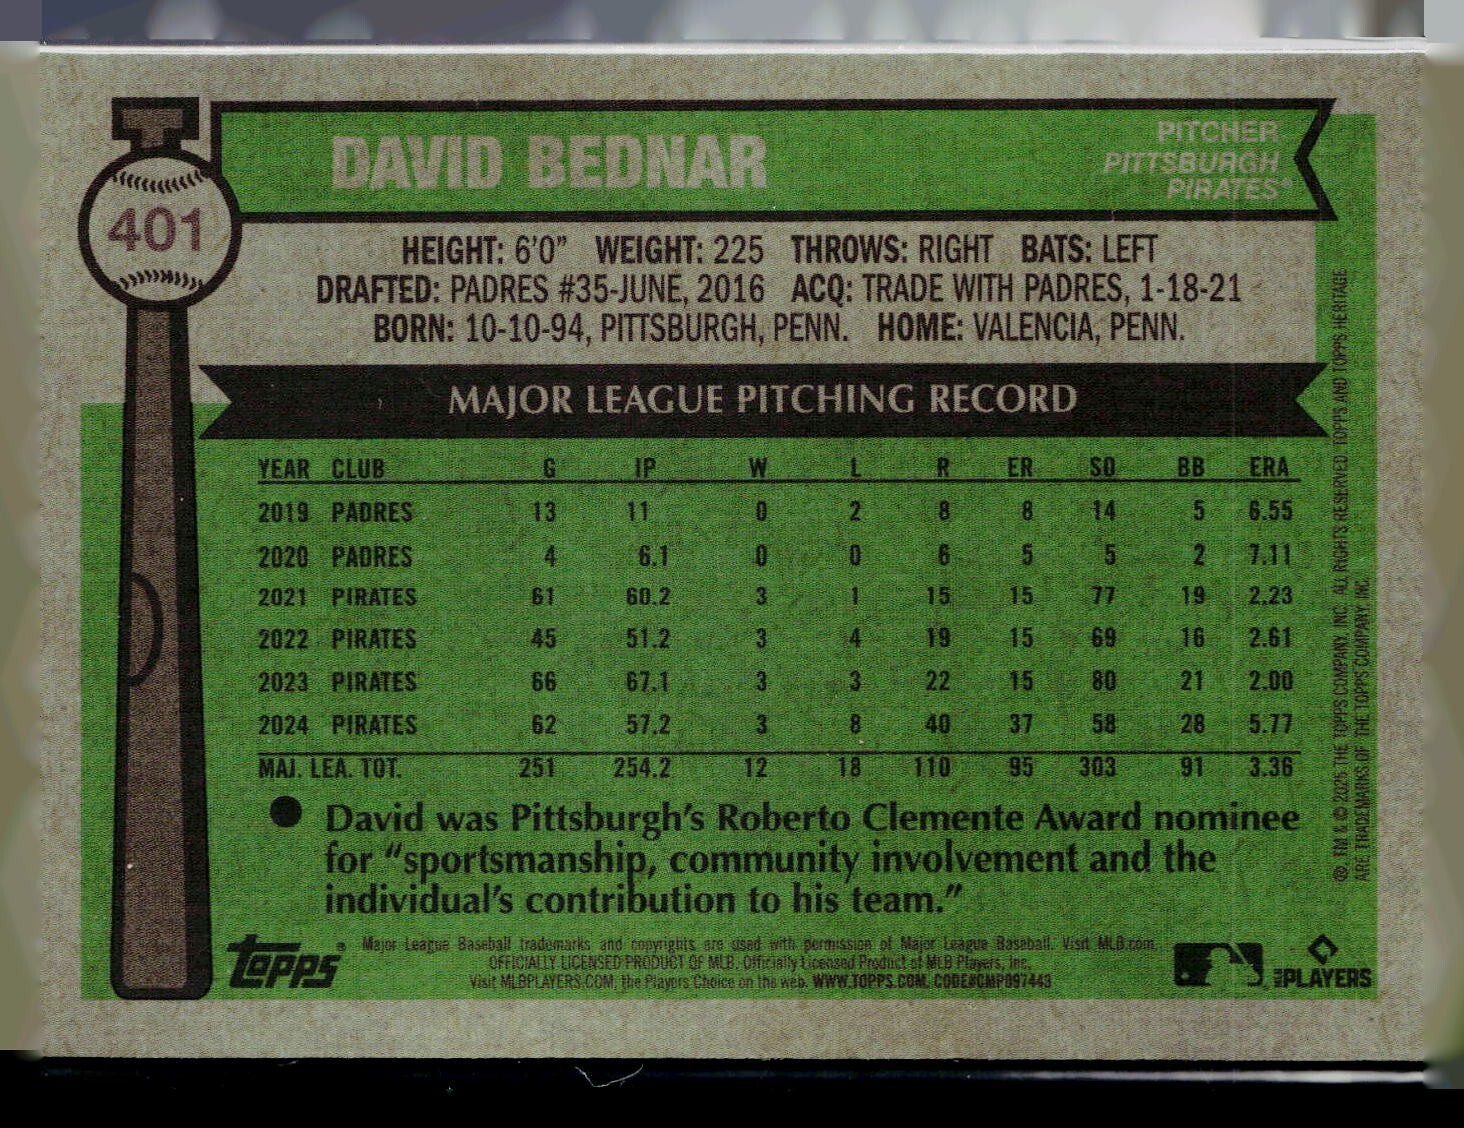 DAVID BEDNAR
PITCHER
PITTSBURGH
PIRATES®
401
HEIGHT: 6'0" WEIGHT: 225 THROWS: RIGHT BATS: LEFT
DRAFTED: PADRES #35-JUNE, 2016 ACQ: TRADE WITH PADRES, 1-18-21
BORN: 10-10-94, PITTSBURGH, PENN. HOME: VALENCIA, PENN.
MAJOR LEAGUE PITCHING RECORD
YEAR CLUB G IP W L R ER SO BB ERA
2019 PADRES 13 11 0 2 8 8 14 5 6.55
2020 PADRES 4 6.1 0 0 6 5 5 2 7.11
2021 PIRATES 61 60.2 3 1 15 15 77 19 2.23
2022 PIRATES 45 51.2 3 4 19 15 69 16 2.61
2023 PIRATES 66 67.1 3 3 22 15 80 21 2.00
2024 PIRATES 62 57.2 3 8 40 37 58 28 5.77
MAJ. LEA. TOT. 251 254.2 12 18 110 95 303 91 3.36
● David was Pittsburgh's Roberto Clemente Award nominee
for "sportsmanship, community involvement and the
individual's contribution to his team."
topps®
Major League Baseball trademarks and copyrights are used with permission of Major League Baseball. Visit MLB.com.
OFFICIALLY LICENSED PRODUCT OF MLB. Officially Licensed Product of MLB Players, Inc.
Visit MLBPLAYERS.COM, the Players Choice on the web. WWW.TOPPS.COM. CODE#CMP097443
MLB PLAYERS
®, TM & © 2025 THE TOPPS COMPANY, INC. ALL RIGHTS RESERVED TOPPS AND TOPPS HERITAGE
ARE TRADEMARKS OF THE TOPPS COMPANY, INC.